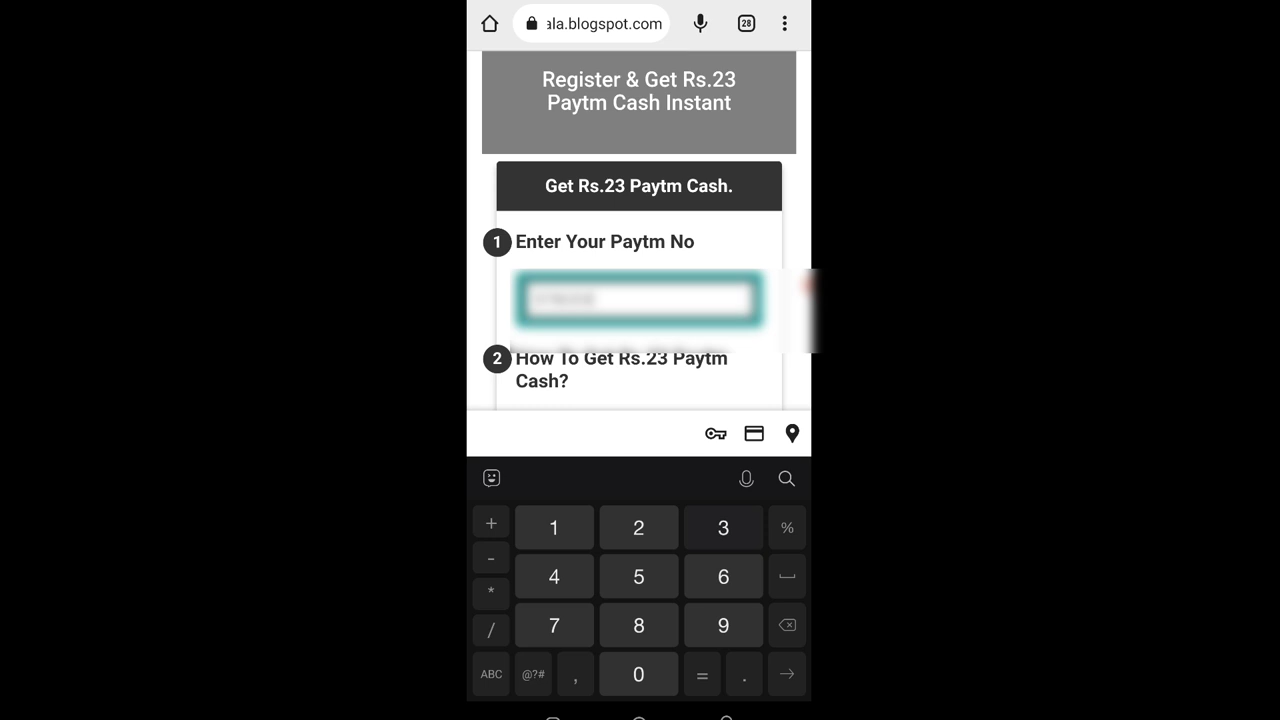 ala.blogspot.com
28
Register & Get Rs.23
Paytm Cash Instant
Get Rs.23 Paytm Cash.
1 Enter Your Paytm No
2 How To Get Rs.23 Paytm
Cash?
+ 1 2 3 %
- 4 5 6
* 7 8 9
/
ABC @?# , 0 = .